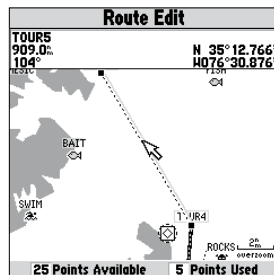 Route Edit
TOUR5
909.0 N 35°12.766'
104° W076°30.876'
FISH
BAIT
SWIM
TOUR4
ROCKS
overzoom
25 Points Available 5 Points Used